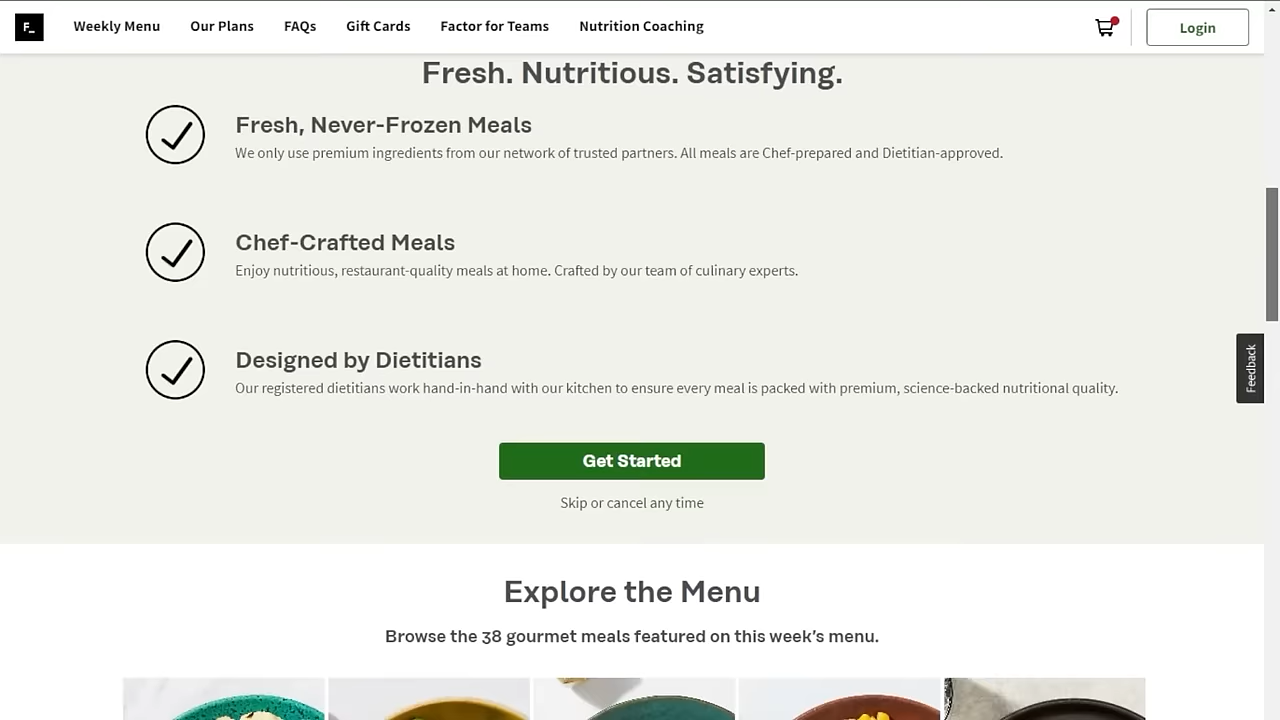 F_
Weekly Menu
Our Plans
FAQs
Gift Cards
Factor for Teams
Nutrition Coaching
Login
Fresh. Nutritious. Satisfying.
Fresh, Never-Frozen Meals
We only use premium ingredients from our network of trusted partners. All meals are Chef-prepared and Dietitian-approved.
Chef-Crafted Meals
Enjoy nutritious, restaurant-quality meals at home. Crafted by our team of culinary experts.
Designed by Dietitians
Our registered dietitians work hand-in-hand with our kitchen to ensure every meal is packed with premium, science-backed nutritional quality.
Feedback
Get Started
Skip or cancel any time
Explore the Menu
Browse the 38 gourmet meals featured on this week's menu.